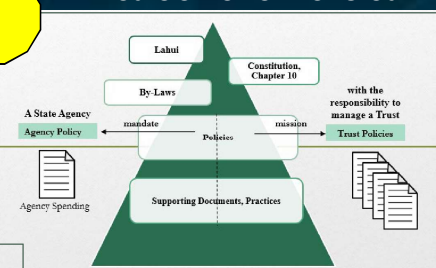 Lahui
Constitution,
Chapter 10
By-Laws
with the
responsibility to
manage a Trust
A State Agency
Agency Policy
mandate
Policies
mission
Trust Policies
Agency Spending
Supporting Documents, Practices